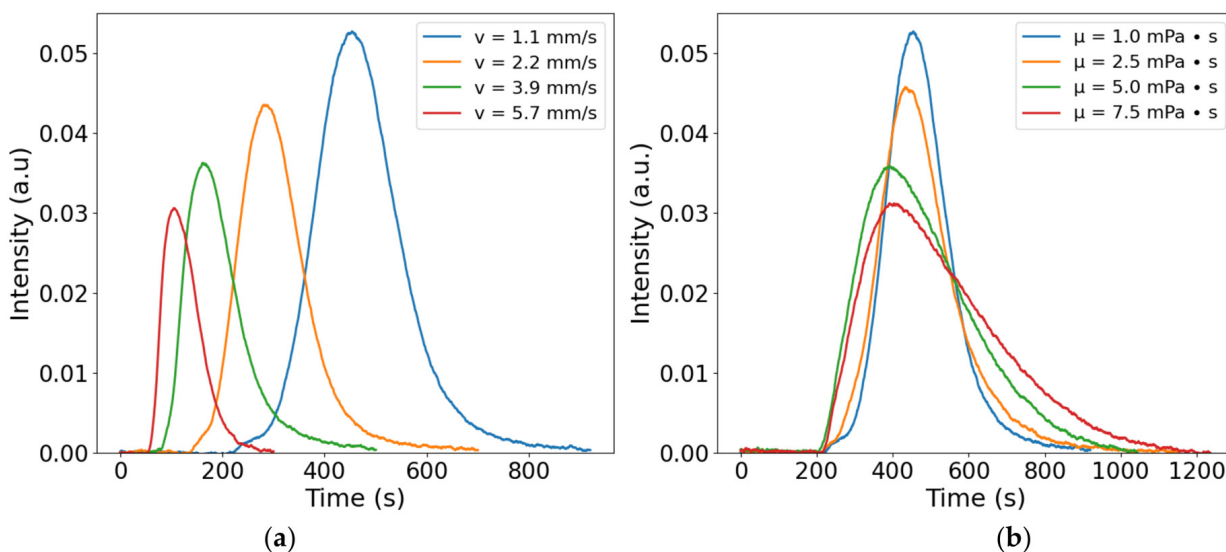 v = 1.1 mm/s
v = 2.2 mm/s
v = 3.9 mm/s
v = 5.7 mm/s
0.05
0.04
0.03
0.02
0.01
0.00
Intensity (a.u)
0 200 400 600 800
Time (s)
(a)
μ = 1.0 mPa • s
μ = 2.5 mPa • s
μ = 5.0 mPa • s
μ = 7.5 mPa • s
0.05
0.04
0.03
0.02
0.01
0.00
Intensity (a.u.)
0 200 400 600 800 1000 1200
Time (s)
(b)